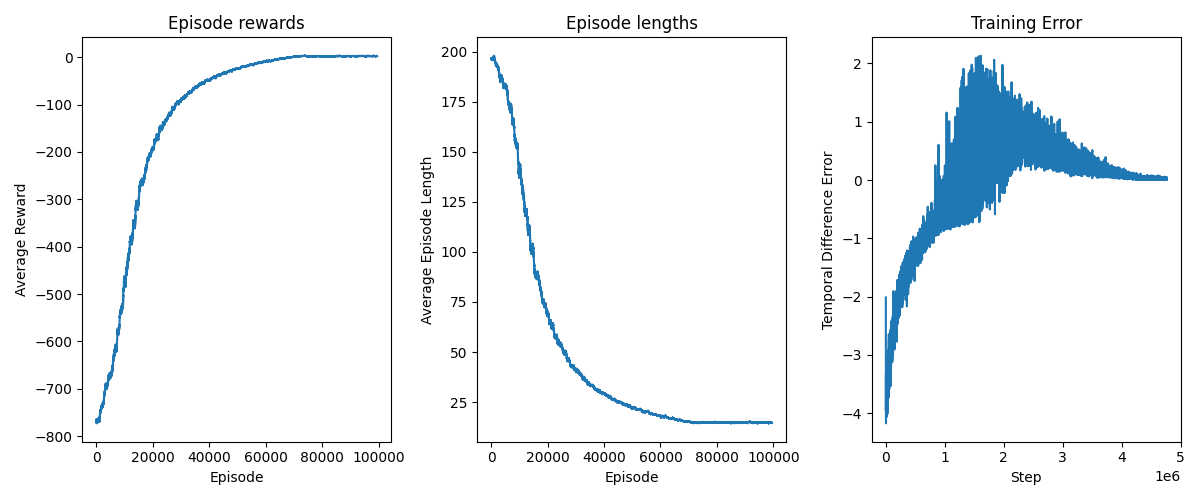 Episode rewards
Average Reward
0
−100
−200
−300
−400
−500
−600
−700
−800
0 20000 40000 60000 80000 100000
Episode
Episode lengths
Average Episode Length
200
175
150
125
100
75
50
25
0 20000 40000 60000 80000 100000
Episode
Training Error
Temporal Difference Error
2
1
0
−1
−2
−3
−4
0 1 2 3 4 5
1e6
Step